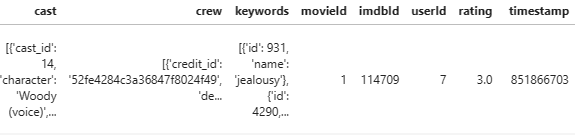 cast crew keywords movieId imdbId userId rating timestamp
[{'cast_id':
14,
'character':
'Woody
(voice)',...
[{'credit_id':
'52fe4284c3a36847f8024f49',
'de...
[{'id': 931,
'name':
'jealousy'},
{'id':
4290,...
1 114709 7 3.0 851866703